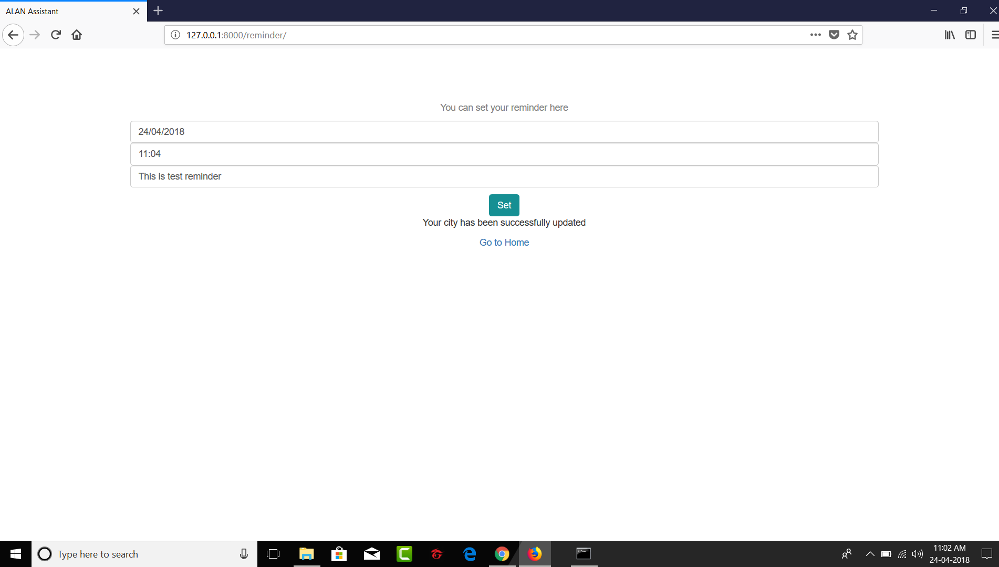 ALAN Assistant
127.0.0.1:8000/reminder/
You can set your reminder here
24/04/2018
11:04
This is test reminder
Set
Your city has been successfully updated
Go to Home
Type here to search
11:02 AM
24-04-2018